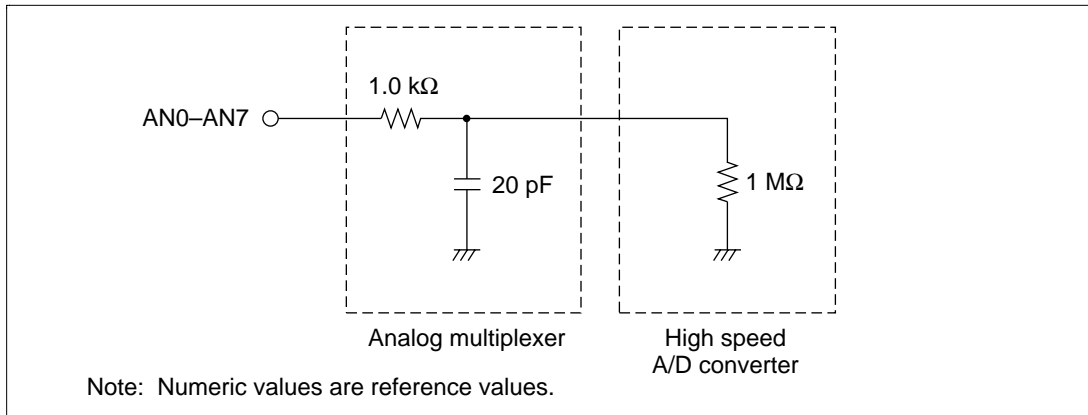 1.0 kΩ
AN0–AN7
20 pF
1 MΩ
Analog multiplexer
High speed
A/D converter
Note: Numeric values are reference values.